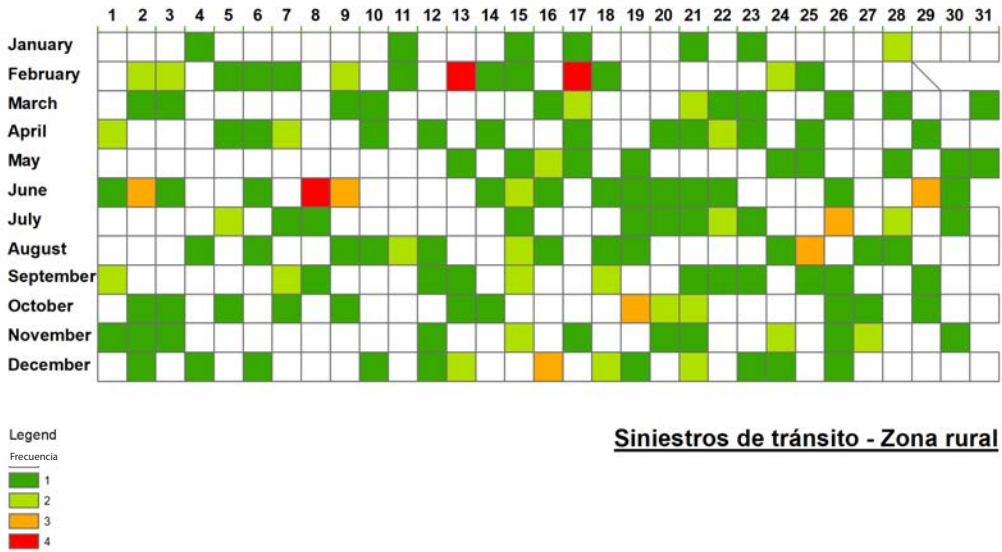 1 2 3 4 5 6 7 8 9 10 11 12 13 14 15 16 17 18 19 20 21 22 23 24 25 26 27 28 29 30 31
January
February
March
April
May
June
July
August
September
October
November
December
Siniestros de tránsito - Zona rural
Legend
Frecuencia
1
2
3
4